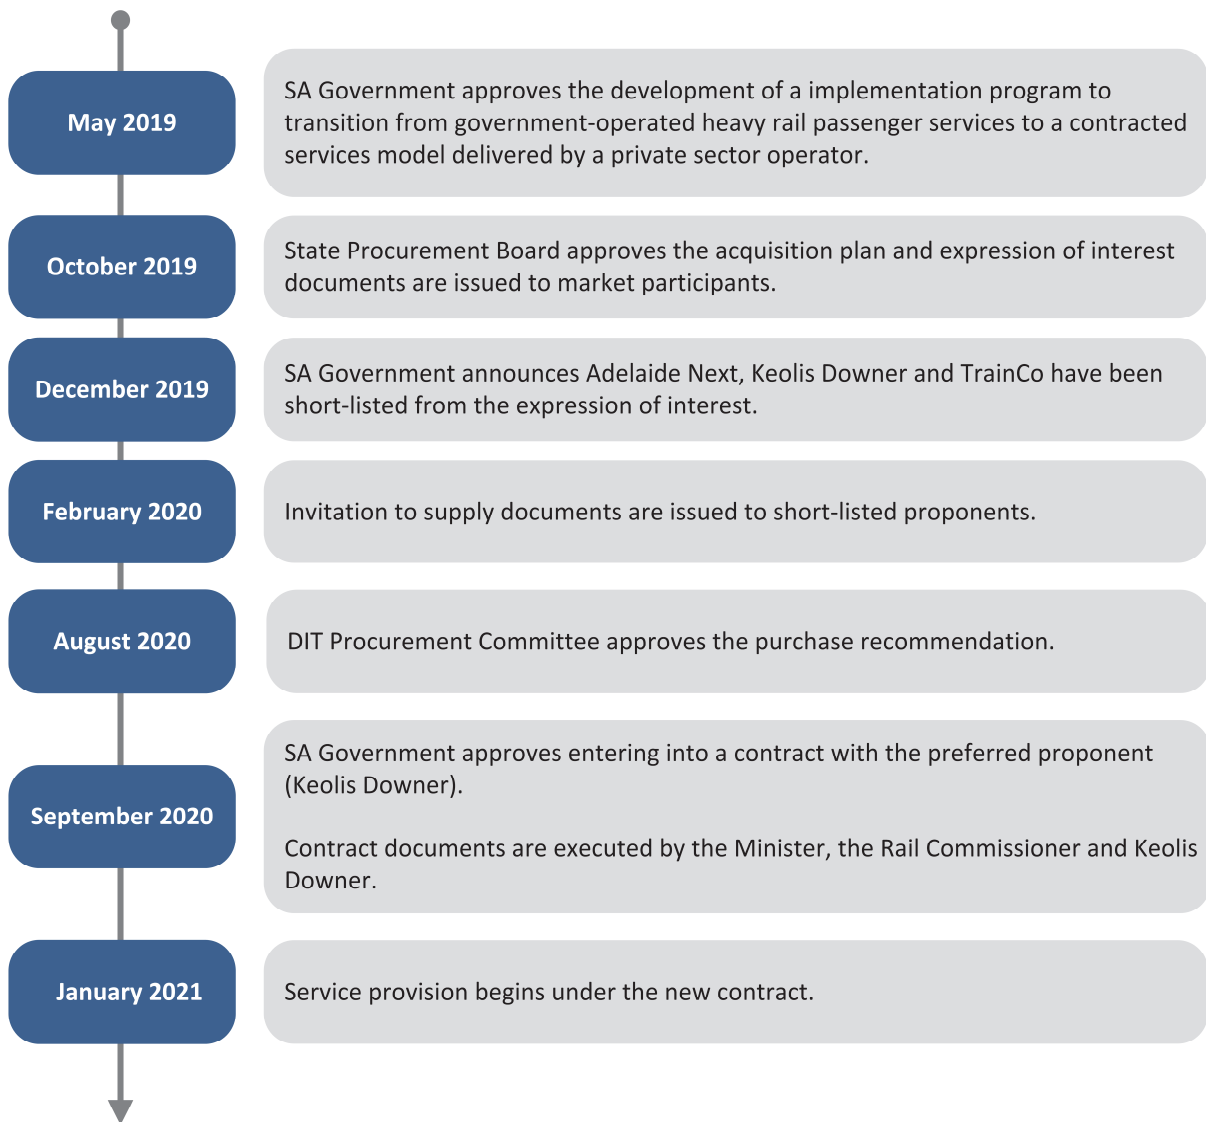 May 2019
SA Government approves the development of a implementation program to
transition from government-operated heavy rail passenger services to a contracted
services model delivered by a private sector operator.
October 2019
State Procurement Board approves the acquisition plan and expression of interest
documents are issued to market participants.
December 2019
SA Government announces Adelaide Next, Keolis Downer and TrainCo have been
short-listed from the expression of interest.
February 2020
Invitation to supply documents are issued to short-listed proponents.
August 2020
DIT Procurement Committee approves the purchase recommendation.
September 2020
SA Government approves entering into a contract with the preferred proponent
(Keolis Downer).
Contract documents are executed by the Minister, the Rail Commissioner and Keolis
Downer.
January 2021
Service provision begins under the new contract.